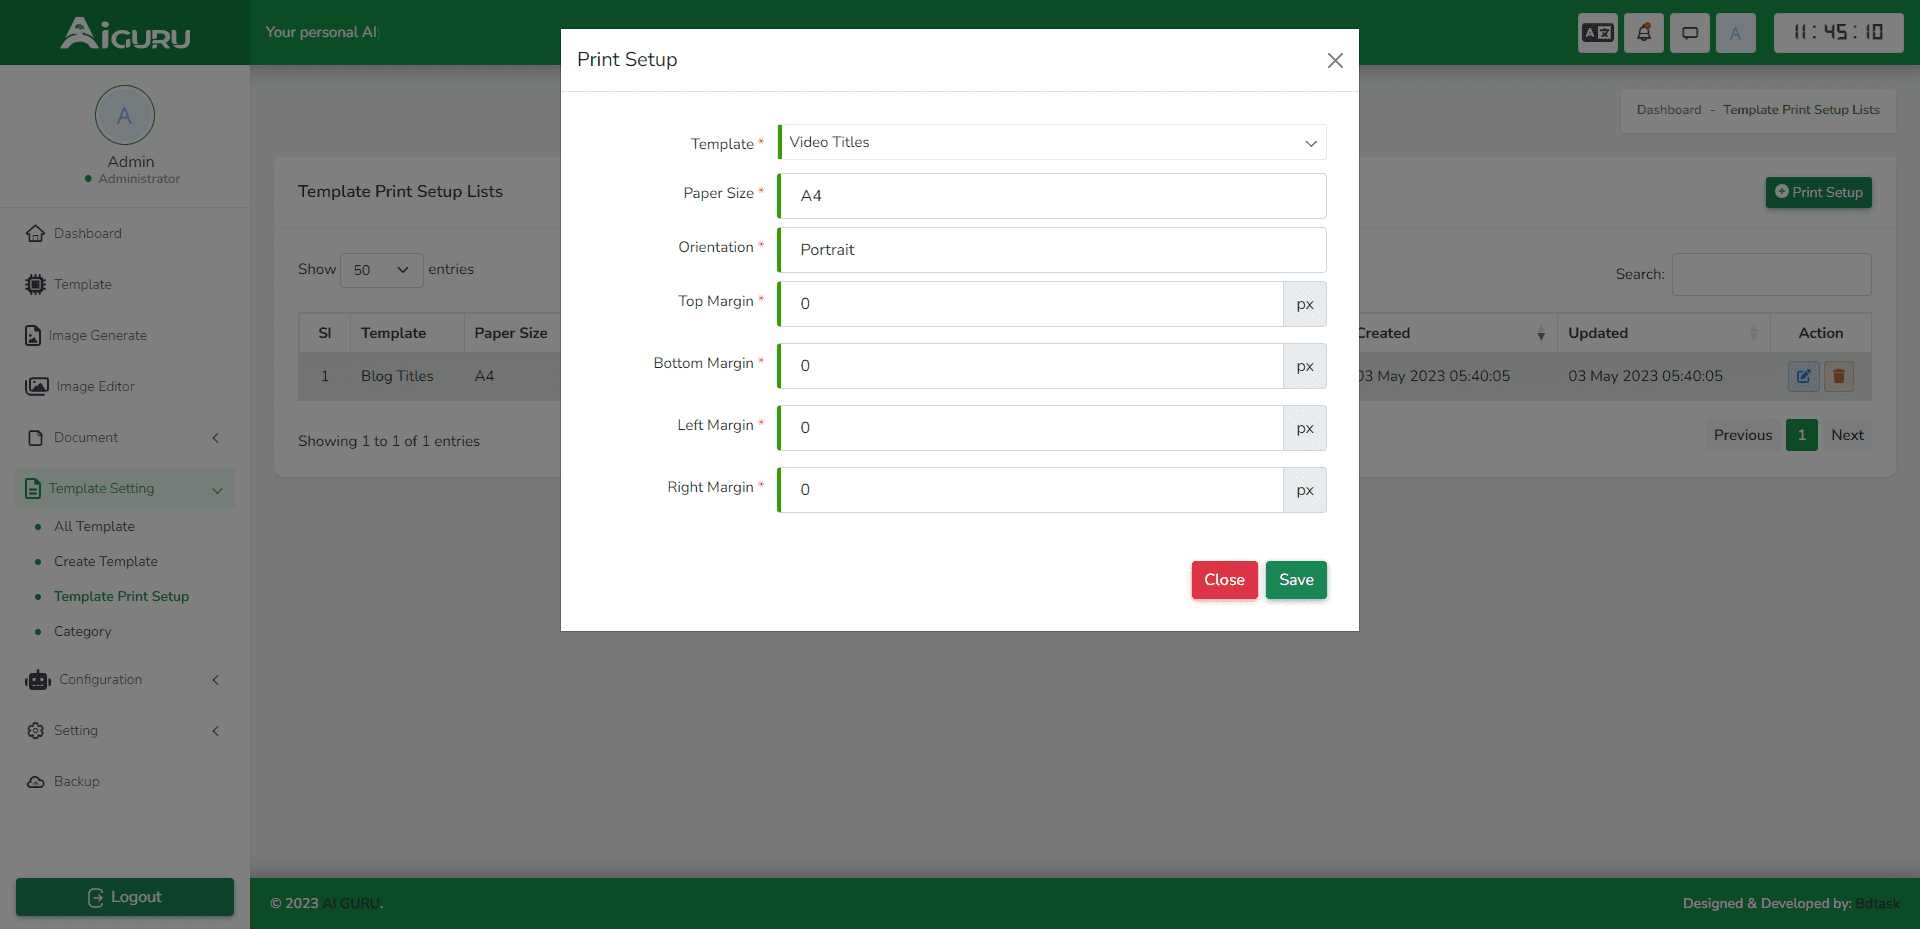 AiGURU
Your personal AI
A
11:45:10
A
Admin
Administrator
Dashboard
Template
Image Generate
Image Editor
Document
Template Setting
All Template
Create Template
Template Print Setup
Category
Configuration
Setting
Backup
Logout
Dashboard - Template Print Setup Lists
Template Print Setup Lists
Print Setup
Show 50 entries
Search:
Sl Template Paper Size Created Updated Action
1 Blog Titles A4 03 May 2023 05:40:05 03 May 2023 05:40:05
Showing 1 to 1 of 1 entries
Previous 1 Next
Print Setup
Template * Video Titles
Paper Size * A4
Orientation * Portrait
Top Margin * 0 px
Bottom Margin * 0 px
Left Margin * 0 px
Right Margin * 0 px
Close Save
© 2023 AI GURU.
Designed & Developed by: Bdtask